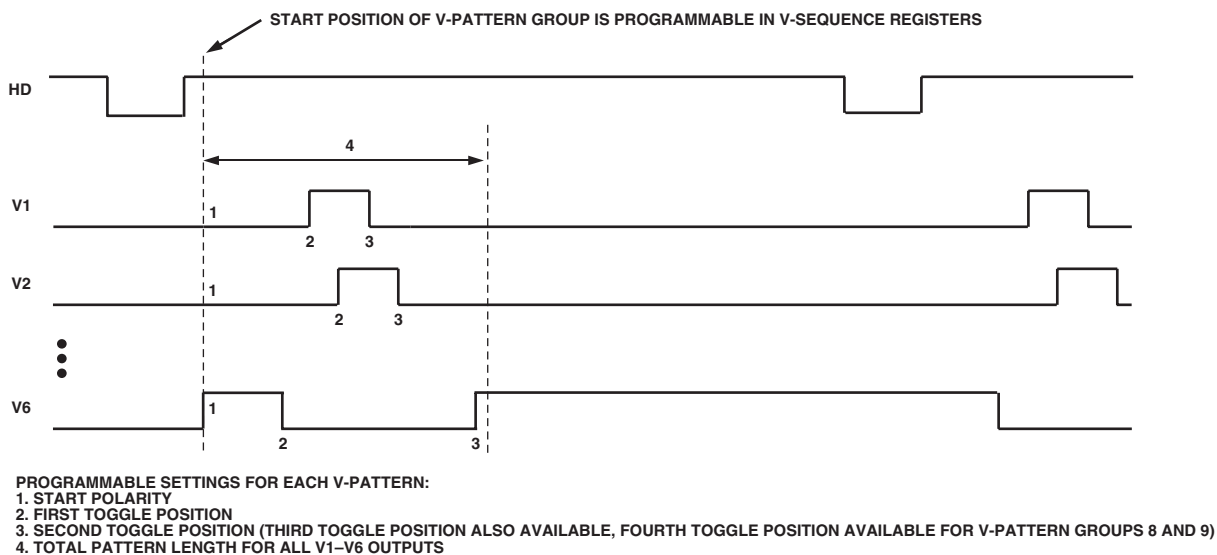 START POSITION OF V-PATTERN GROUP IS PROGRAMMABLE IN V-SEQUENCE REGISTERS
HD
4
V1
1
2 3
V2
1
2 3
V6
1
2 3
PROGRAMMABLE SETTINGS FOR EACH V-PATTERN:
1. START POLARITY
2. FIRST TOGGLE POSITION
3. SECOND TOGGLE POSITION (THIRD TOGGLE POSITION ALSO AVAILABLE, FOURTH TOGGLE POSITION AVAILABLE FOR V-PATTERN GROUPS 8 AND 9)
4. TOTAL PATTERN LENGTH FOR ALL V1–V6 OUTPUTS